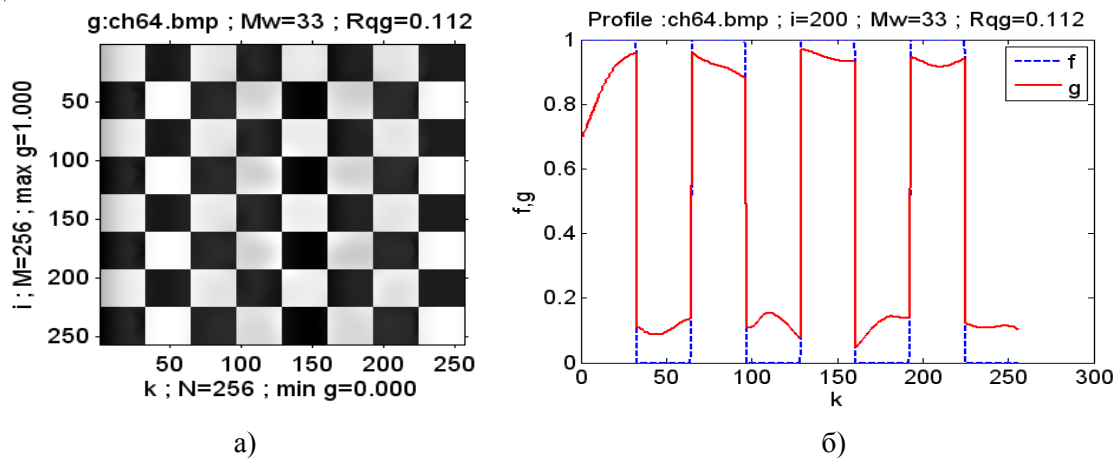 g:ch64.bmp ; Mw=33 ; Rqg=0.112
i ; M=256 ; max g=1.000
50
100
150
200
250
50
100
150
200
250
k ; N=256 ; min g=0.000
а)
Profile :ch64.bmp ; i=200 ; Mw=33 ; Rqg=0.112
f,g
1
0.8
0.6
0.4
0.2
0
0
50
100
150
200
250
300
k
f
g
б)